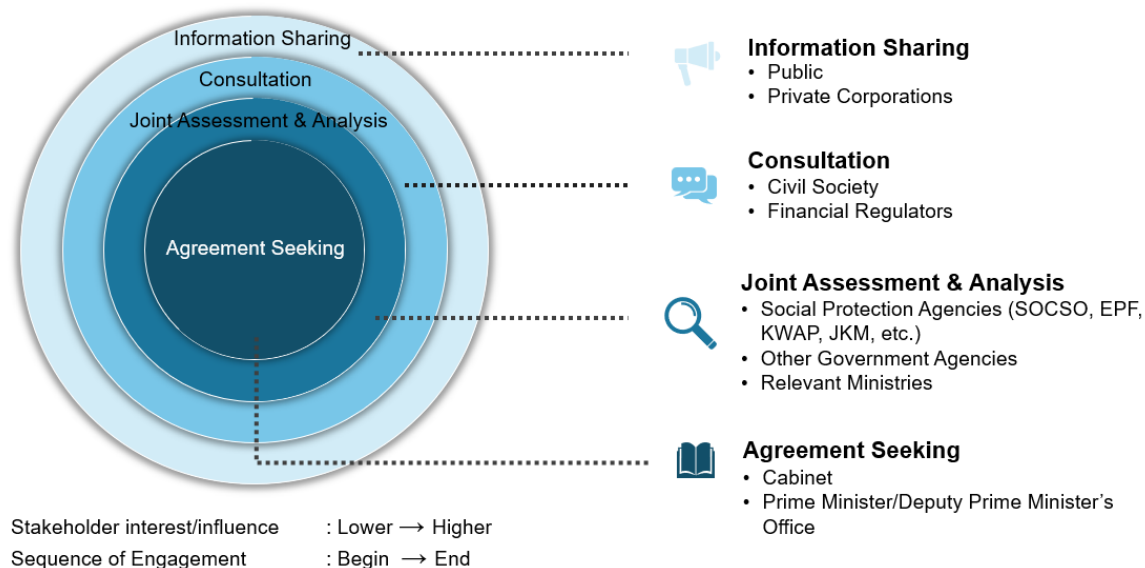 Information Sharing
Consultation
Joint Assessment & Analysis
Agreement Seeking
Information Sharing
• Public
• Private Corporations
Consultation
• Civil Society
• Financial Regulators
Joint Assessment & Analysis
• Social Protection Agencies (SOCSO, EPF,
KWAP, JKM, etc.)
• Other Government Agencies
• Relevant Ministries
Agreement Seeking
• Cabinet
• Prime Minister/Deputy Prime Minister’s
Office
Stakeholder interest/influence : Lower → Higher
Sequence of Engagement : Begin → End